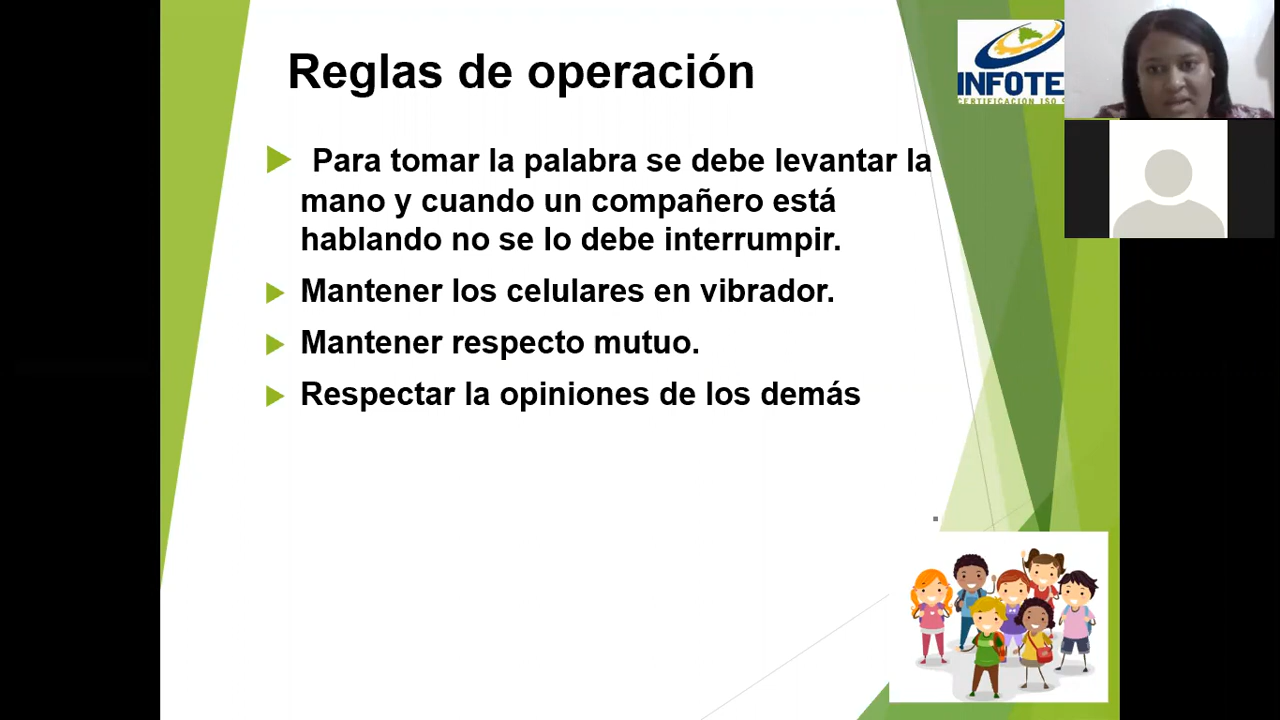 Reglas de operación
INFOTE
CERTIFICACION ISO
Para tomar la palabra se debe levantar la
mano y cuando un compañero está
hablando no se lo debe interrumpir.
Mantener los celulares en vibrador.
Mantener respecto mutuo.
Respectar la opiniones de los demás